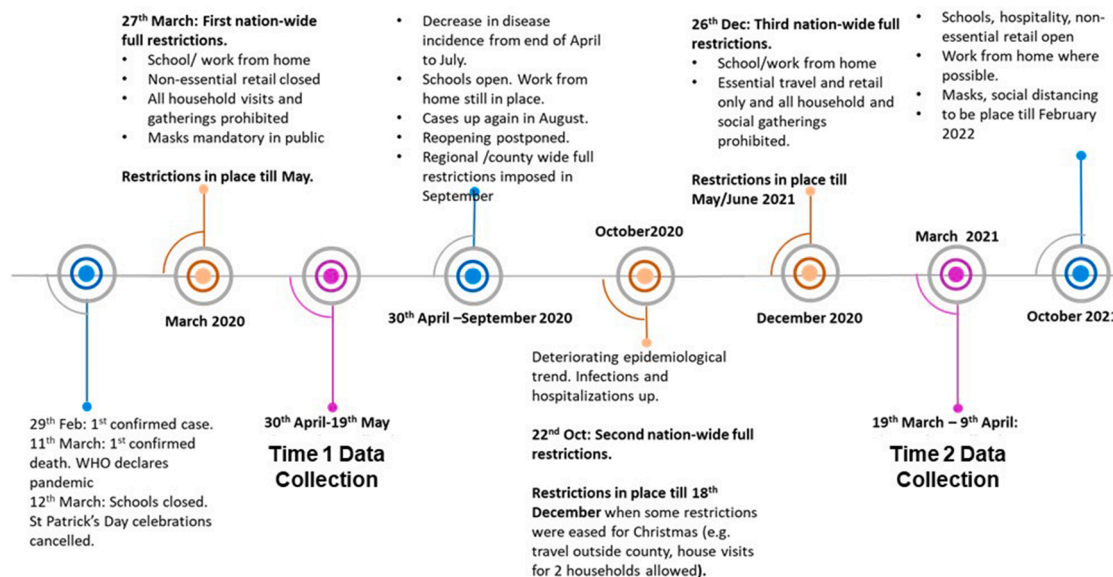 27th March: First nation-wide
full restrictions.
• School/ work from home
• Non-essential retail closed
• All household visits and
gatherings prohibited
• Masks mandatory in public
Restrictions in place till May.
• Decrease in disease
incidence from end of April
to July.
• Schools open. Work from
home still in place.
• Cases up again in August.
• Reopening postponed.
• Regional /county wide full
restrictions imposed in
September
26th Dec: Third nation-wide full
restrictions.
• School/work from home
• Essential travel and retail
only and all household and
social gatherings
prohibited.
Restrictions in place till
May/June 2021
• Schools, hospitality, non-
essential retail open
• Work from home where
possible.
• Masks, social distancing
• to be place till February
2022
October2020
March 2021
March 2020
30th April –September 2020
December 2020
October 2021
29th Feb: 1st confirmed case.
11th March: 1st confirmed
death. WHO declares
pandemic
12th March: Schools closed.
St Patrick's Day celebrations
cancelled.
30th April-19th May
Time 1 Data
Collection
Deteriorating epidemiological
trend. Infections and
hospitalizations up.
22nd Oct: Second nation-wide full
restrictions.
Restrictions in place till 18th
December when some restrictions
were eased for Christmas (e.g.
travel outside county, house visits
for 2 households allowed).
19th March – 9th April:
Time 2 Data
Collection